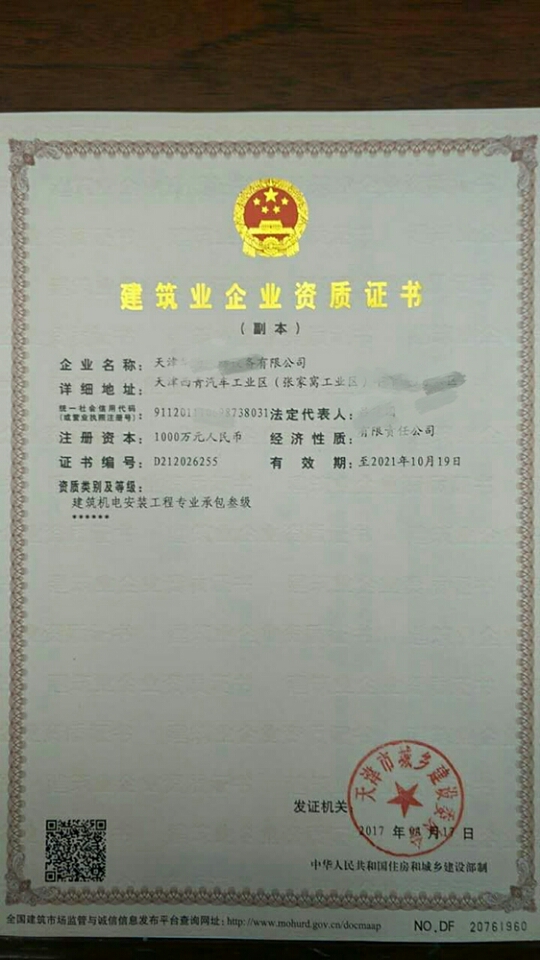 建筑业企业资质证书
（副本）
企业名称： 天津 有限公司
详细地址： 天津西青汽车工业区（张家窝工业区）
统一社会信用代码
（或营业执照注册号）： 911201 98738031 法定代表人：
注册资本： 1000万元人民币 经济性质： 有限责任公司
证书编号： D212026255 有效期： 至2021年10月19日
资质类别及等级：
建筑机电安装工程专业承包叁级
******
天津市城乡建设委员会
发证机关
2017 年 月 17 日
中华人民共和国住房和城乡建设部制
全国建筑市场监管与诚信信息发布平台查询网址：http://www.mohurd.gov.cn/docmaap
NO.DF 20761960